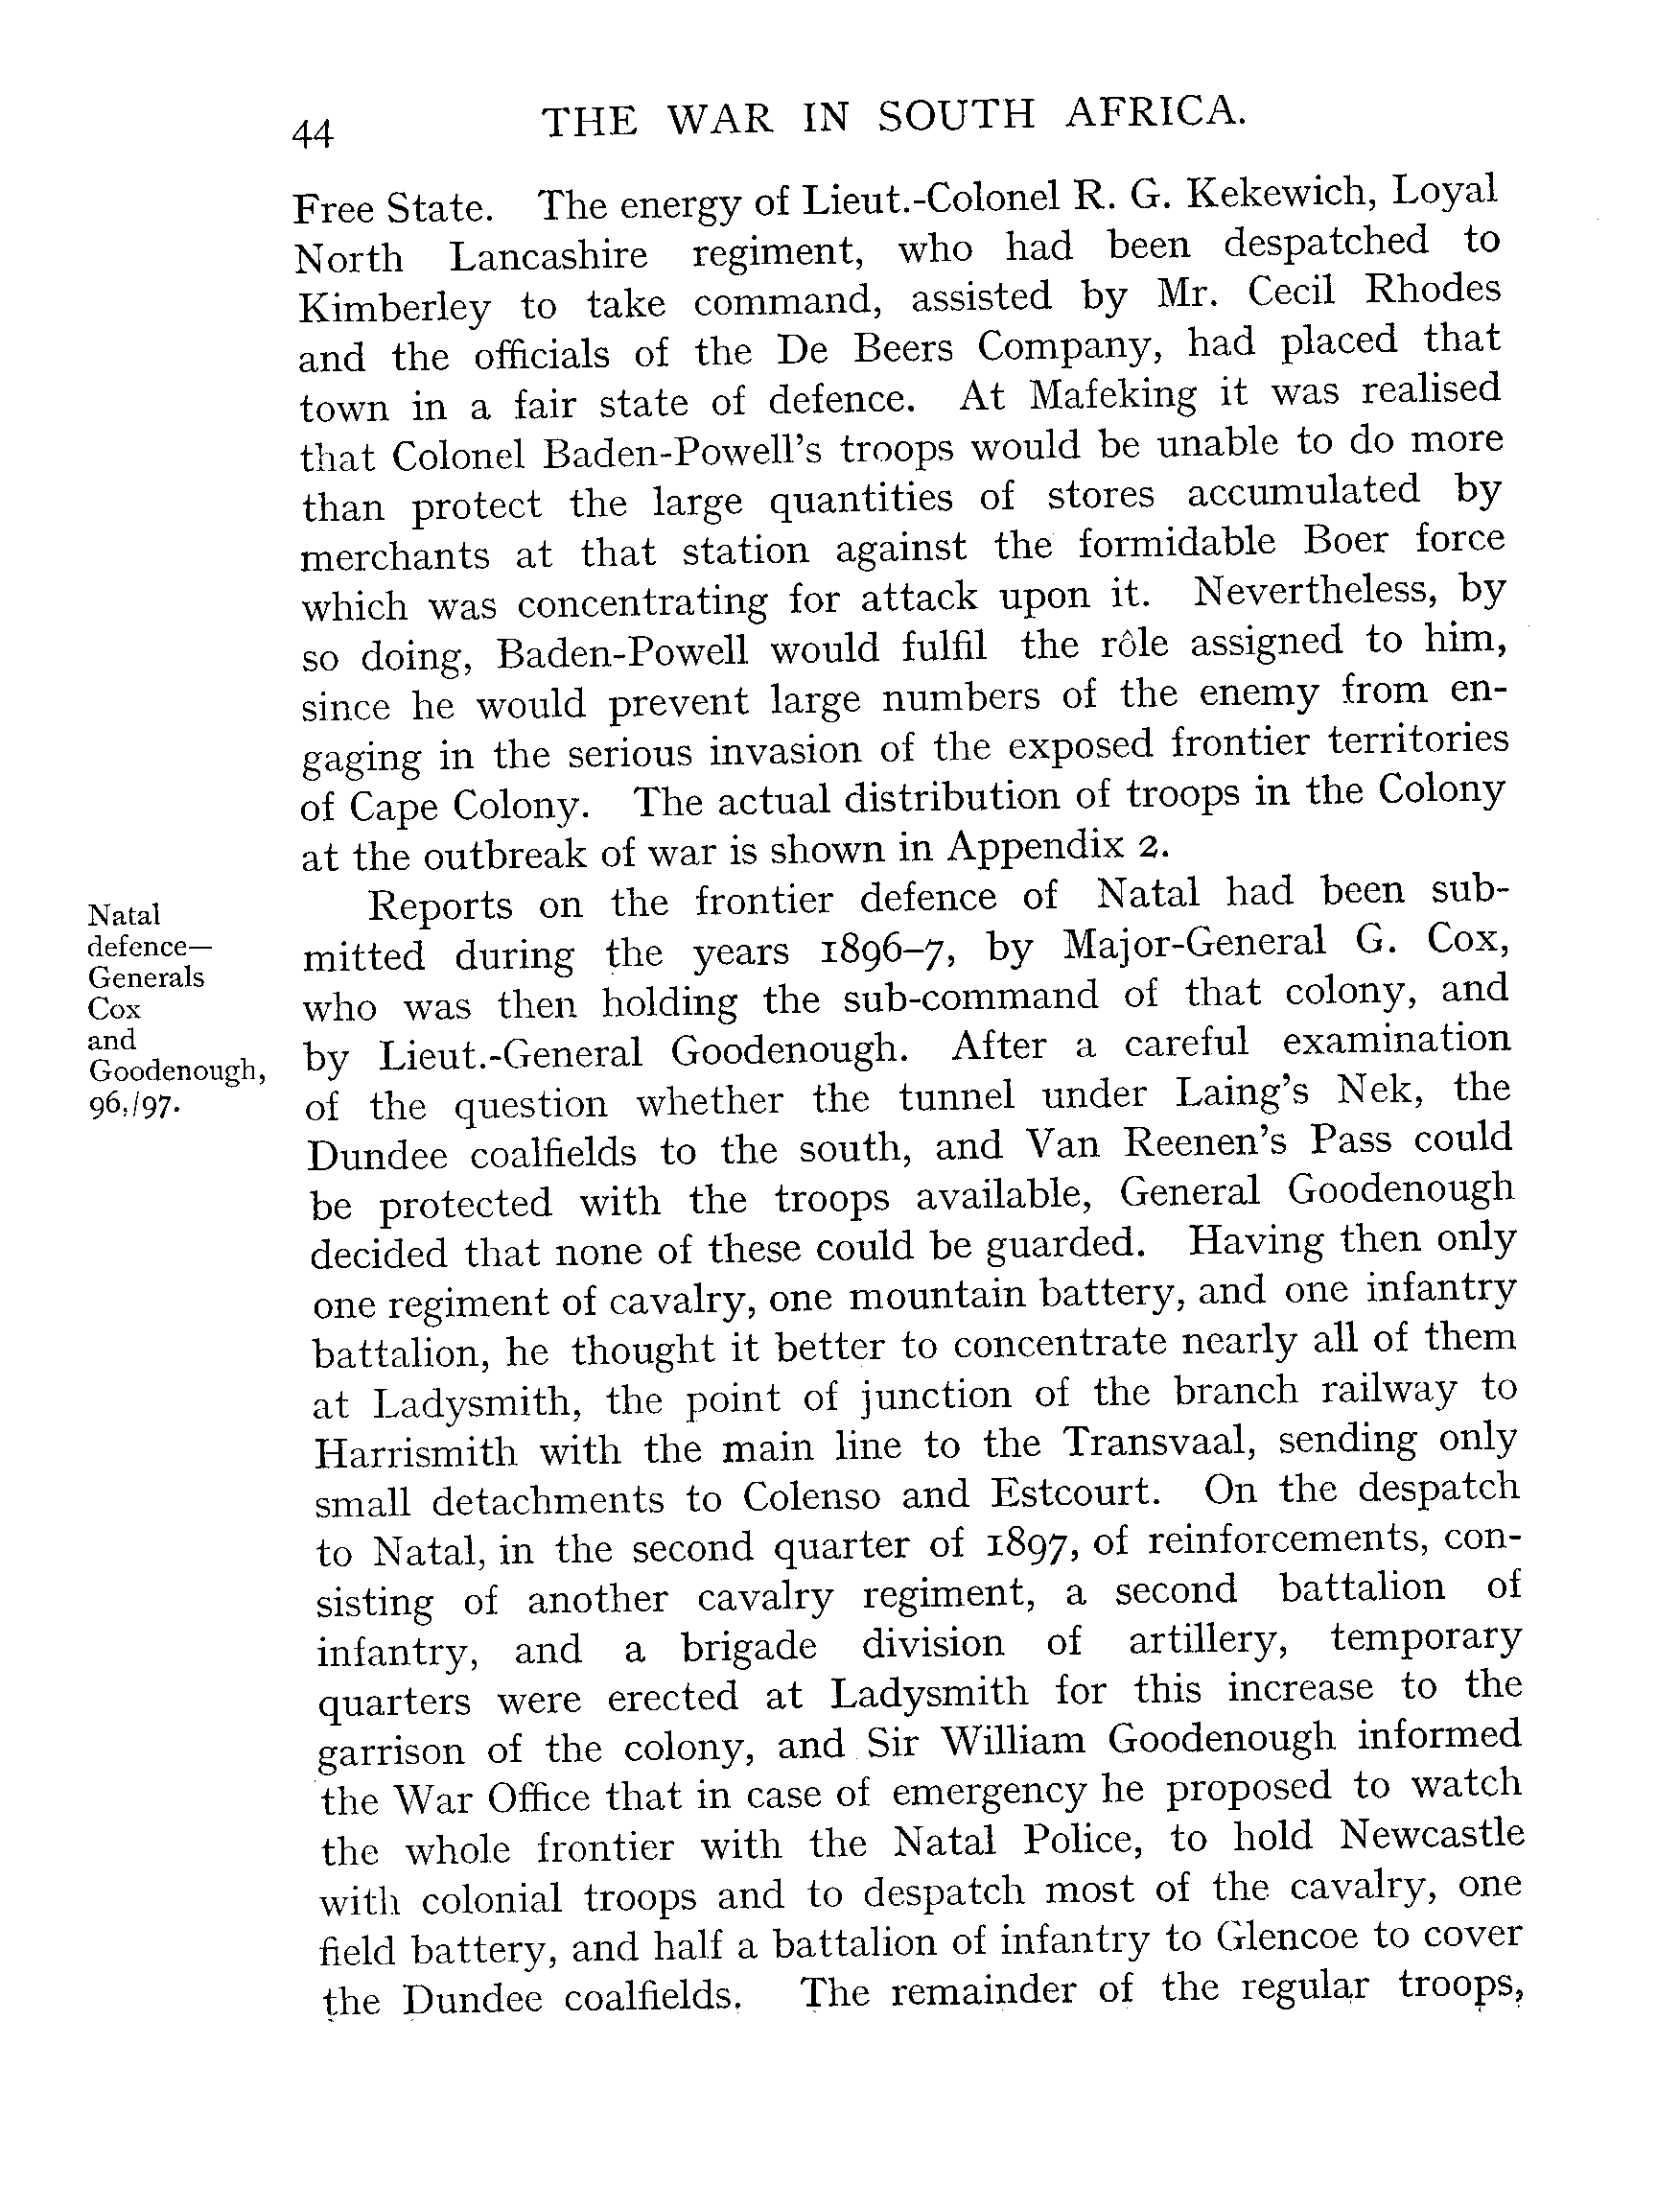 44 THE WAR IN SOUTH AFRICA.
Free State. The energy of Lieut.-Colonel R. G. Kekewich, Loyal
North Lancashire regiment, who had been despatched to
Kimberley to take command, assisted by Mr. Cecil Rhodes
and the officials of the De Beers Company, had placed that
town in a fair state of defence. At Mafeking it was realised
that Colonel Baden-Powell's troops would be unable to do more
than protect the large quantities of stores accumulated by
merchants at that station against the formidable Boer force
which was concentrating for attack upon it. Nevertheless, by
so doing, Baden-Powell would fulfil the rôle assigned to him,
since he would prevent large numbers of the enemy from en-
gaging in the serious invasion of the exposed frontier territories
of Cape Colony. The actual distribution of troops in the Colony
at the outbreak of war is shown in Appendix 2.
Natal
defence—
Generals
Cox
and
Goodenough,
96,/97.
Reports on the frontier defence of Natal had been sub-
mitted during the years 1896-7, by Major-General G. Cox,
who was then holding the sub-command of that colony, and
by Lieut.-General Goodenough. After a careful examination
of the question whether the tunnel under Laing's Nek, the
Dundee coalfields to the south, and Van Reenen's Pass could
be protected with the troops available, General Goodenough
decided that none of these could be guarded. Having then only
one regiment of cavalry, one mountain battery, and one infantry
battalion, he thought it better to concentrate nearly all of them
at Ladysmith, the point of junction of the branch railway to
Harrismith with the main line to the Transvaal, sending only
small detachments to Colenso and Estcourt. On the despatch
to Natal, in the second quarter of 1897, of reinforcements, con-
sisting of another cavalry regiment, a second battalion of
infantry, and a brigade division of artillery, temporary
quarters were erected at Ladysmith for this increase to the
garrison of the colony, and Sir William Goodenough informed
the War Office that in case of emergency he proposed to watch
the whole frontier with the Natal Police, to hold Newcastle
with colonial troops and to despatch most of the cavalry, one
field battery, and half a battalion of infantry to Glencoe to cover
the Dundee coalfields. The remainder of the regular troops,